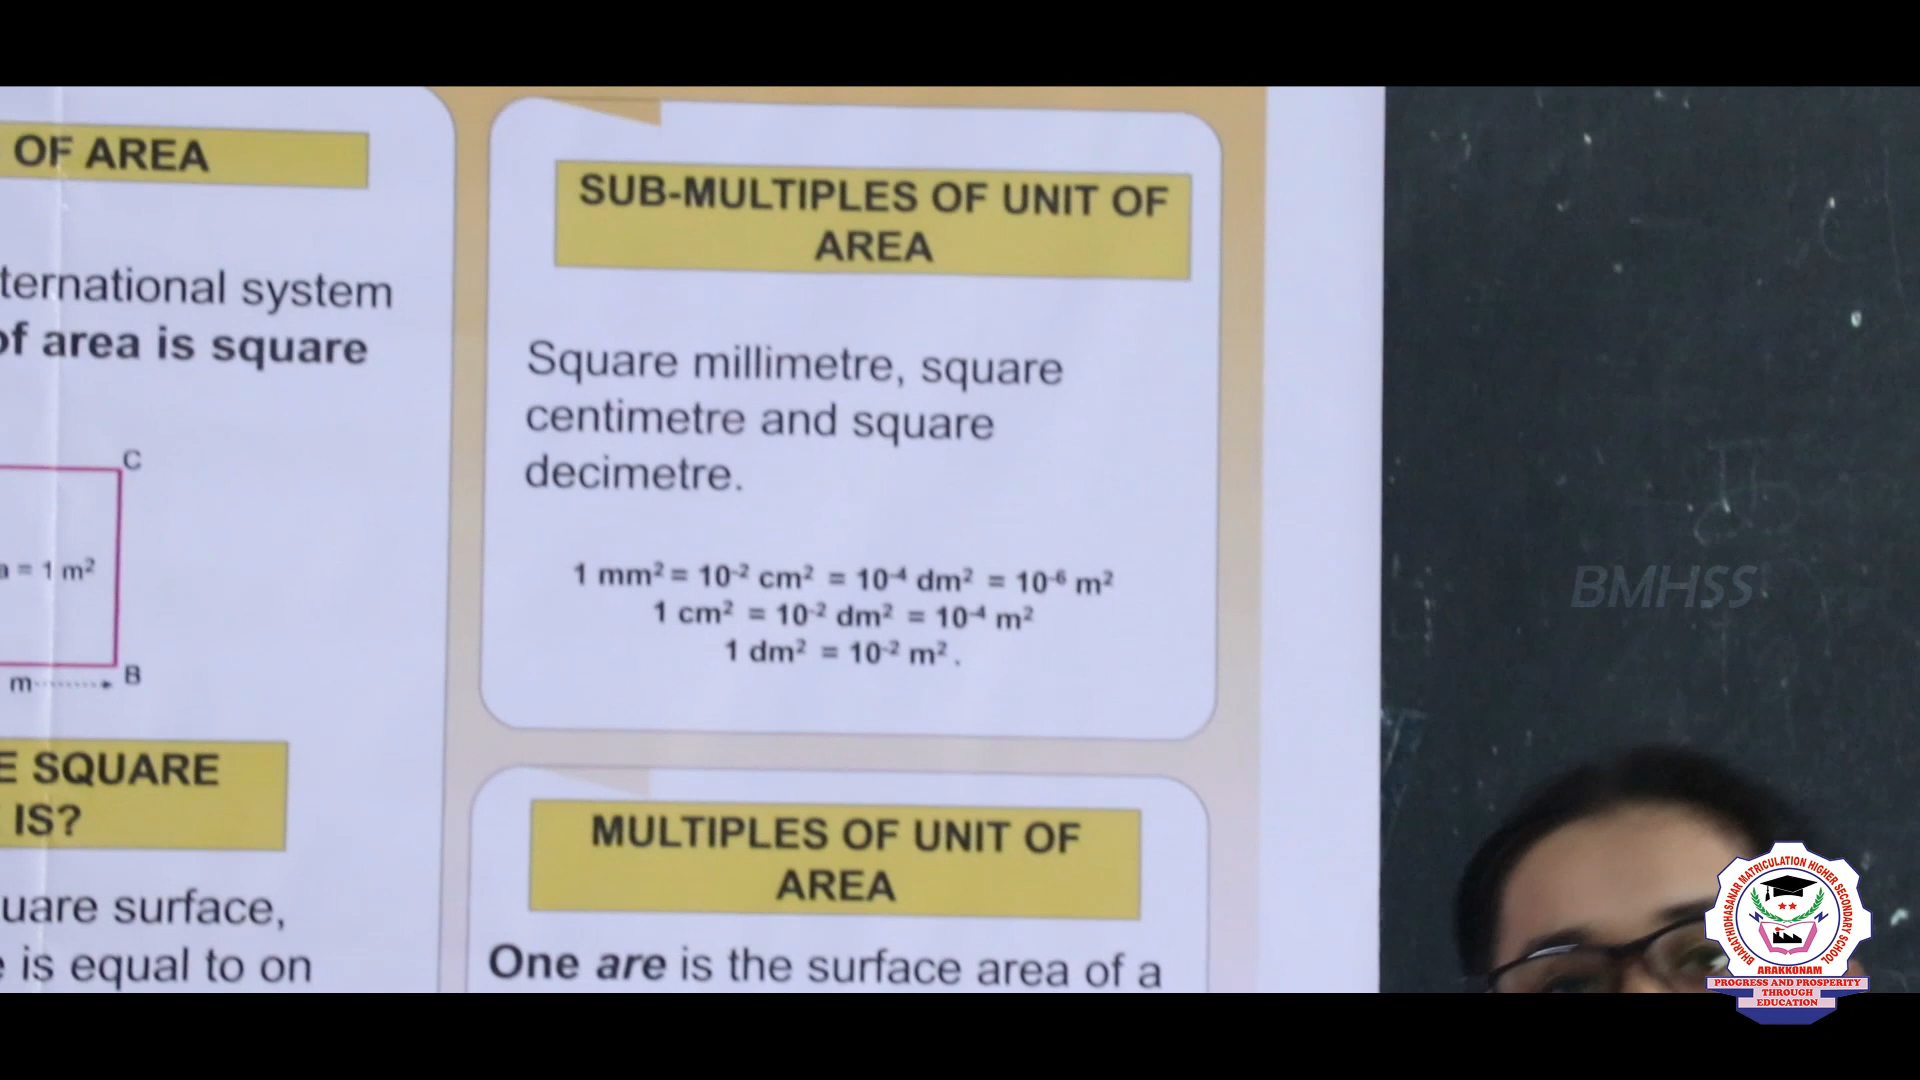 OF AREA
ternational system
of area is square
C
a = 1 m²
m
B
E SQUARE
IS?
uare surface,
e is equal to on
SUB-MULTIPLES OF UNIT OF
AREA
Square millimetre, square
centimetre and square
decimetre.
1 mm² = 10⁻² cm² = 10⁻⁴ dm² = 10⁻⁶ m²
1 cm² = 10⁻² dm² = 10⁻⁴ m²
1 dm² = 10⁻² m² .
MULTIPLES OF UNIT OF
AREA
One are is the surface area of a
BMHSS
BHARATHIDHASANAR MATRICULATION HIGHER SECONDARY SCHOOL
ARAKKONAM
PROGRESS AND PROSPERITY
THROUGH
EDUCATION